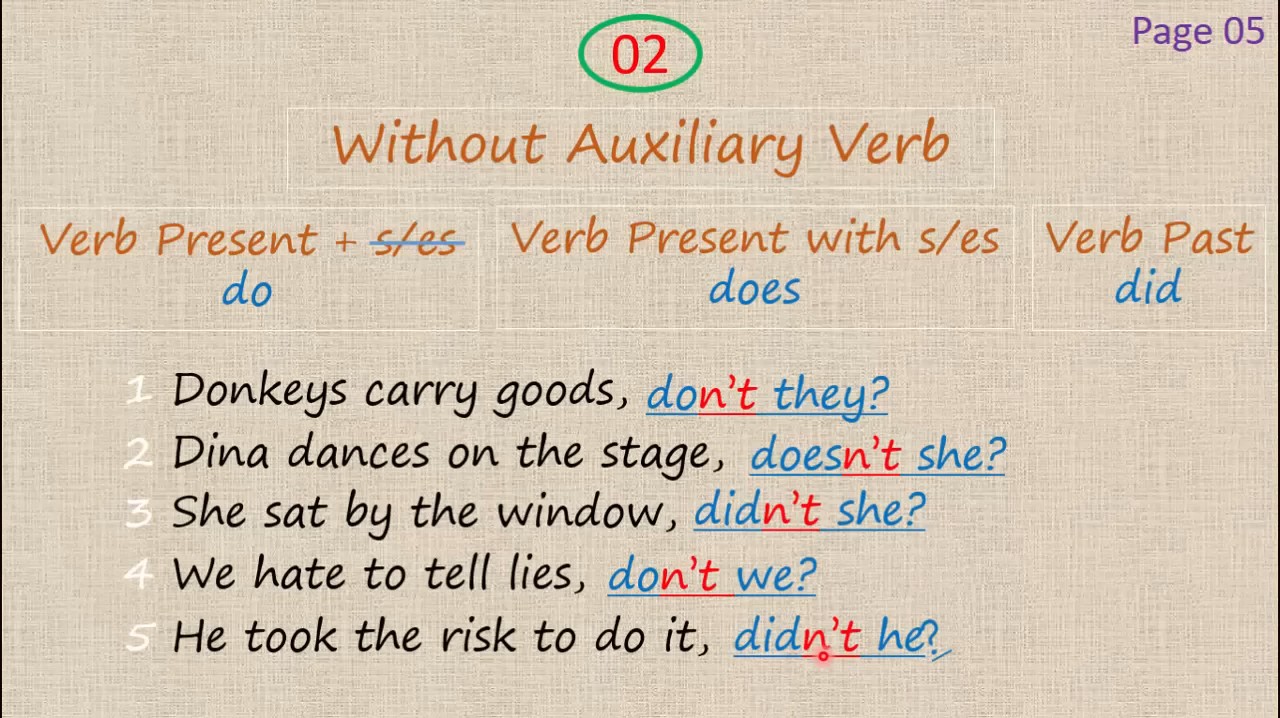 Page 05
02
Without Auxiliary Verb
Verb Present + s/es
do
Verb Present with s/es
does
Verb Past
did
1 Donkeys carry goods, don't they?
2 Dina dances on the stage, doesn't she?
3 She sat by the window, didn't she?
4 We hate to tell lies, don't we?
5 He took the risk to do it, didn't he?